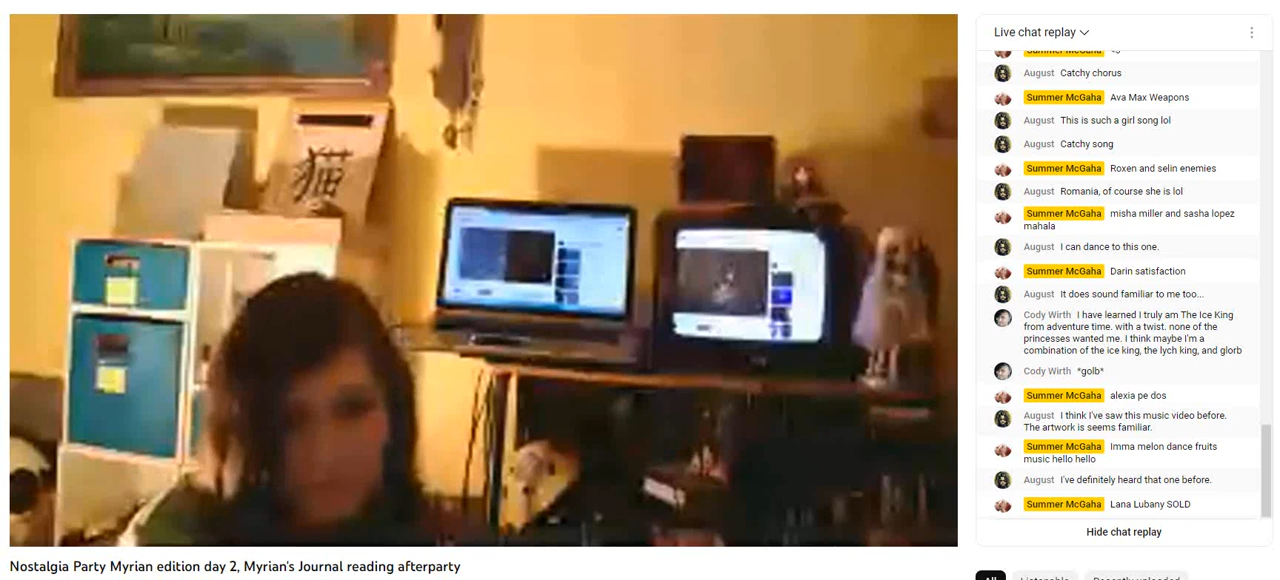 猫
Live chat replay
Summer McGaha
August Catchy chorus
Summer McGaha Ava Max Weapons
August This is such a girl song lol
August Catchy song
Summer McGaha Roxen and selin enemies
August Romania, of course she is lol
Summer McGaha misha miller and sasha lopez
mahala
August I can dance to this one.
Summer McGaha Darin satisfaction
August It does sound familiar to me too...
Cody Wirth I have learned I truly am The Ice King
from adventure time. with a twist. none of the
princesses wanted me. I think maybe I'm a
combination of the ice king, the lych king, and glorb
Cody Wirth *golb*
Summer McGaha alexia pe dos
August I think I've saw this music video before.
The artwork is seems familiar.
Summer McGaha Imma melon dance fruits
music hello hello
August I've definitely heard that one before.
Summer McGaha Lana Lubany SOLD
Hide chat replay
Nostalgia Party Myrian edition day 2, Myrian's Journal reading afterparty
All Listenable Recently uploaded